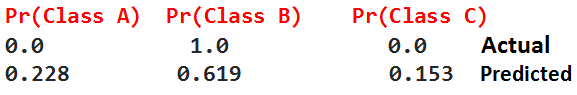 Pr(Class A) Pr(Class B) Pr(Class C)
0.0 1.0 0.0 Actual
0.228 0.619 0.153 Predicted